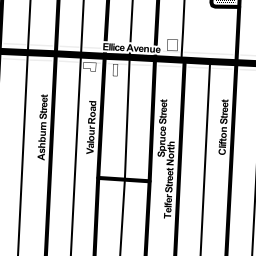 Ellice Avenue
Ashburn Street
Valour Road
Spruce Street
Telfer Street North
Clifton Street